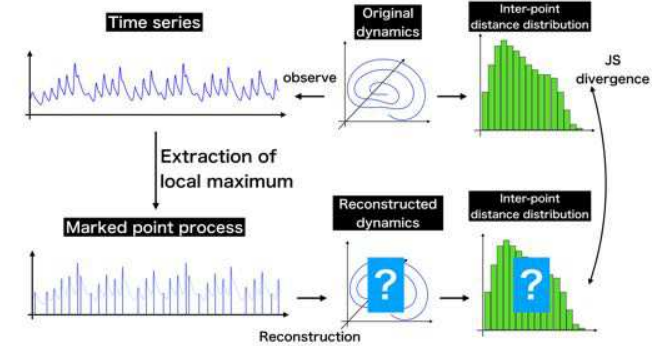 Time series
Original
dynamics
Inter-point
distance distribution
observe
JS
divergence
Extraction of
local maximum
Marked point process
Reconstructed
dynamics
Inter-point
distance distribution
?
?
Reconstruction